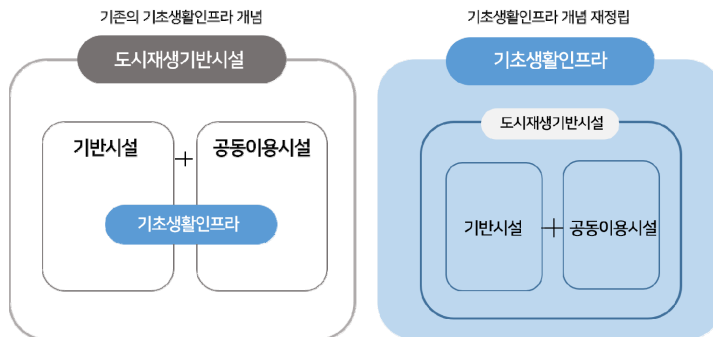 기존의 기초생활인프라 개념
도시재생기반시설
기반시설
+
공동이용시설
기초생활인프라
기초생활인프라 개념 재정립
기초생활인프라
도시재생기반시설
기반시설
+
공동이용시설